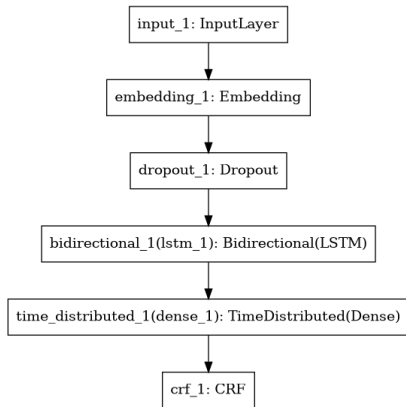 input_1: InputLayer
embedding_1: Embedding
dropout_1: Dropout
bidirectional_1(lstm_1): Bidirectional(LSTM)
time_distributed_1(dense_1): TimeDistributed(Dense)
crf_1: CRF